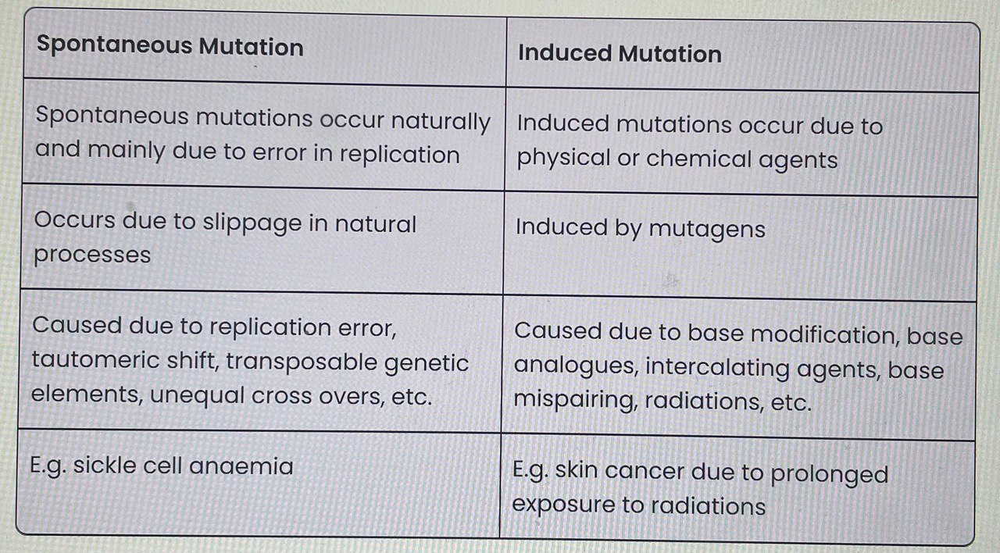 Spontaneous Mutation
Induced Mutation
Spontaneous mutations occur naturally
and mainly due to error in replication
Induced mutations occur due to
physical or chemical agents
Occurs due to slippage in natural
processes
Induced by mutagens
Caused due to replication error,
tautomeric shift, transposable genetic
elements, unequal cross overs, etc.
Caused due to base modification, base
analogues, intercalating agents, base
mispairing, radiations, etc.
E.g. sickle cell anaemia
E.g. skin cancer due to prolonged
exposure to radiations